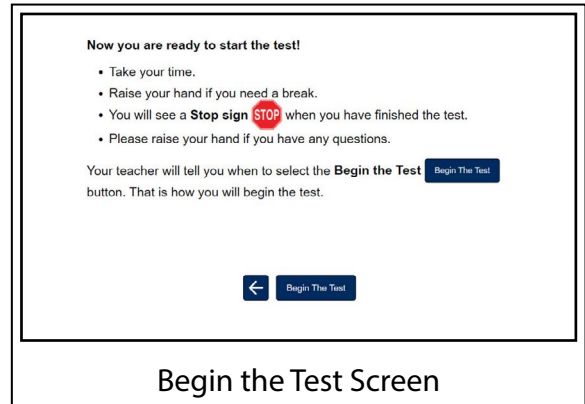 Now you are ready to start the test!
• Take your time.
• Raise your hand if you need a break.
• You will see a Stop sign STOP when you have finished the test.
• Please raise your hand if you have any questions.
Your teacher will tell you when to select the Begin the Test Begin The Test
button. That is how you will begin the test.
← Begin The Test
Begin the Test Screen